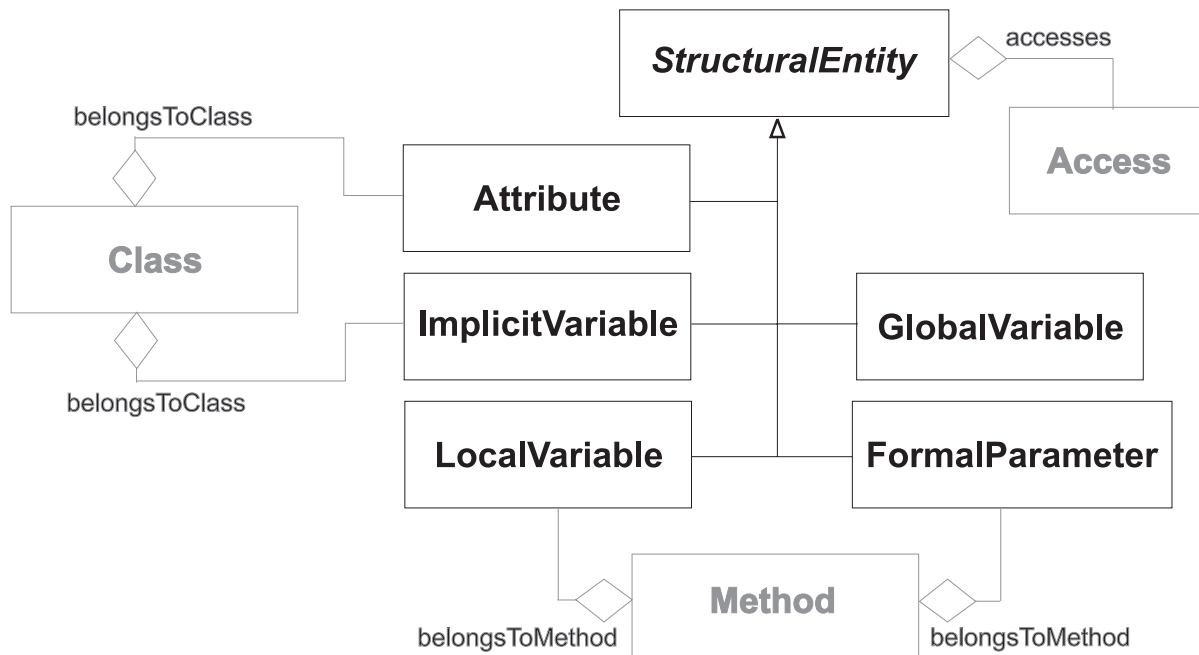 accesses
StructuralEntity
belongsToClass
Access
Attribute
Class
ImplicitVariable
GlobalVariable
belongsToClass
LocalVariable
FormalParameter
Method
belongsToMethod
belongsToMethod